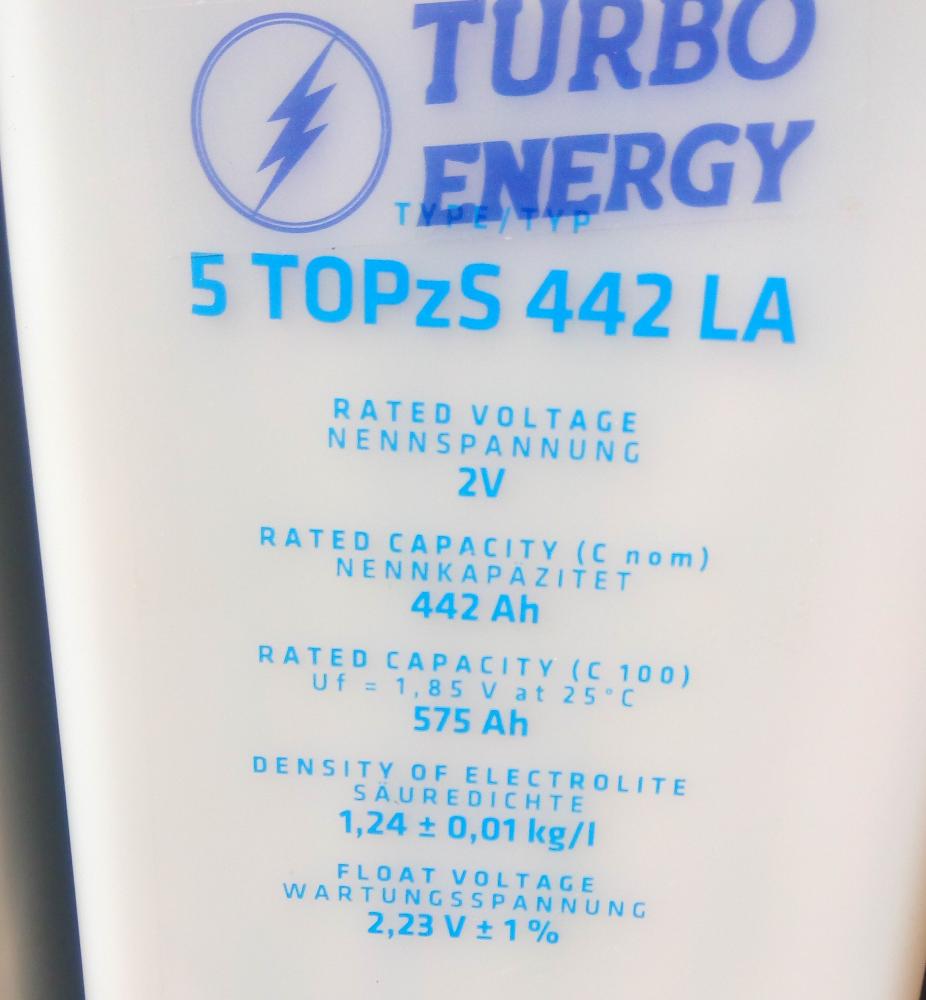 TURBO
ENERGY
TYPE/TYP
5 TOPzS 442 LA
RATED VOLTAGE
NENNSPANNUNG
2V
RATED CAPACITY (C nom)
NENNKAPÄZITET
442 Ah
RATED CAPACITY (C 100)
Uf = 1,85 V at 25°C
575 Ah
DENSITY OF ELECTROLITE
SÄUREDICHTE
1,24 ± 0,01 kg/l
FLOAT VOLTAGE
WARTUNGSSPANNUNG
2,23 V ± 1 %